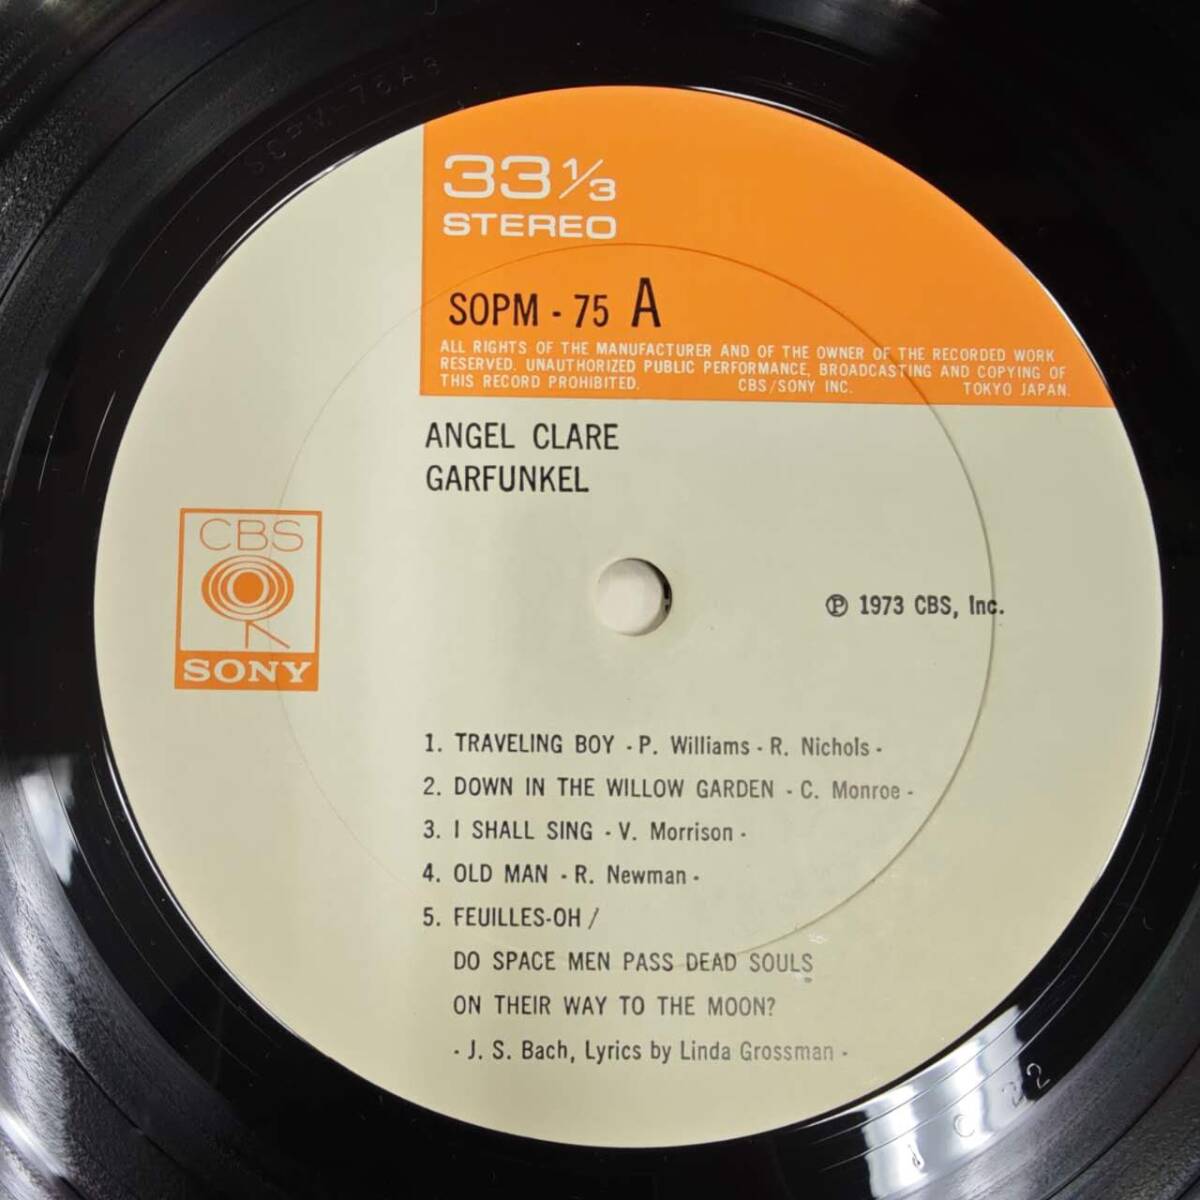 SOPM-75A3
33 1/3
STEREO
SOPM - 75 A
ALL RIGHTS OF THE MANUFACTURER AND OF THE OWNER OF THE RECORDED WORK
RESERVED. UNAUTHORIZED PUBLIC PERFORMANCE, BROADCASTING AND COPYING OF
THIS RECORD PROHIBITED. CBS/SONY INC. TOKYO JAPAN.
ANGEL CLARE
GARFUNKEL
CBS
SONY
℗ 1973 CBS, Inc.
1. TRAVELING BOY - P. Williams - R. Nichols -
2. DOWN IN THE WILLOW GARDEN - C. Monroe -
3. I SHALL SING - V. Morrison -
4. OLD MAN - R. Newman -
5. FEUILLES-OH /
DO SPACE MEN PASS DEAD SOULS
ON THEIR WAY TO THE MOON?
- J. S. Bach, Lyrics by Linda Grossman -